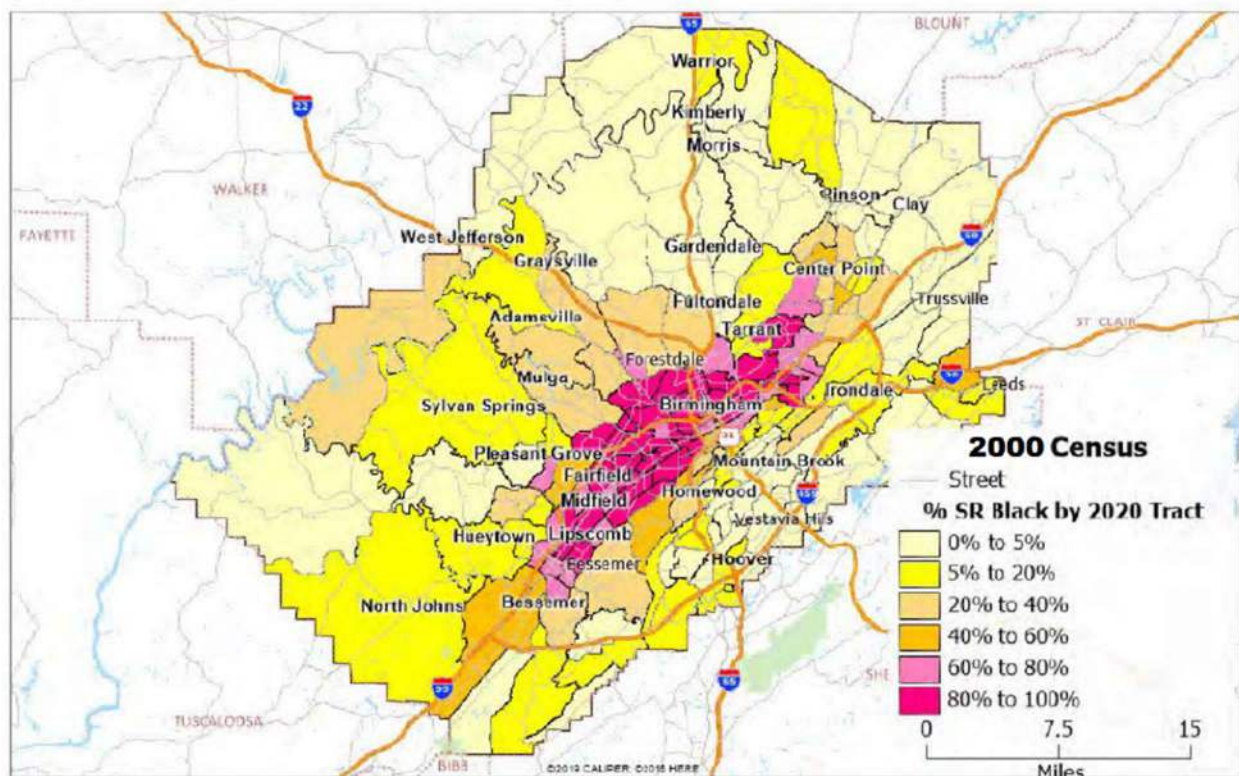 BLOUNT
65
Warrior
22
Kimberly
Morris
WALKER
Pinson
Clay
FAYETTE
West Jefferson
Graysville
Gardendale
Center Point
Fultondale
Trussville
ST CLAIR
Adamsville
Tarrant
Forestdale
Mulga
Leeds
Irondale
Sylvan Springs
Birmingham
Pleasant Grove
Mountain Brook
Fairfield
Midfield
Homewood
Vestavia Hills
Lipscomb
Hueytown
Hoover
Bessemer
North Johns
Bessemer
TUSCALOOSA
BIBB
65
SHE
2000 Census
Street
% SR Black by 2020 Tract
0% to 5%
5% to 20%
20% to 40%
40% to 60%
60% to 80%
80% to 100%
0 7.5 15
Miles
©2019 CALIPER; ©2018 HERE